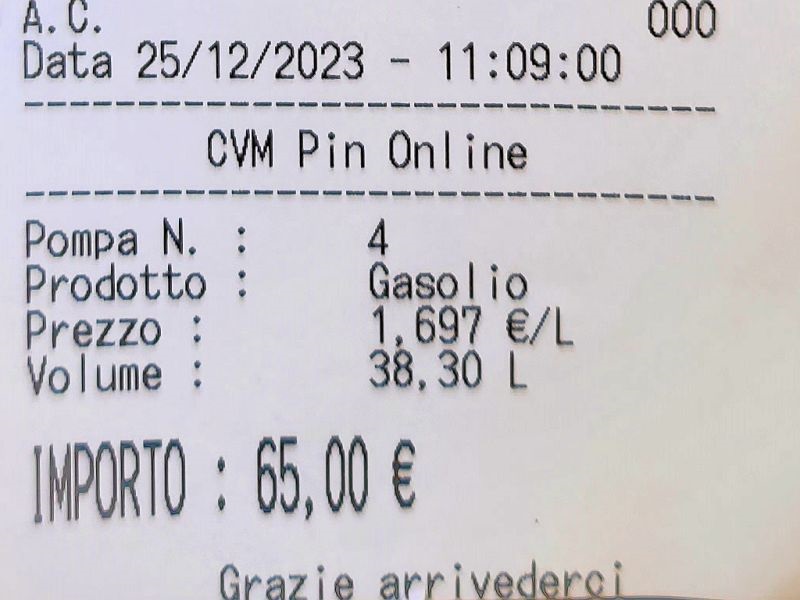 A.C. 000
Data 25/12/2023 - 11:09:00
--------------------------------
CVM Pin Online
--------------------------------
Pompa N. : 4
Prodotto : Gasolio
Prezzo : 1,697 €/L
Volume : 38,30 L
IMPORTO : 65,00 €
Grazie arrivederci